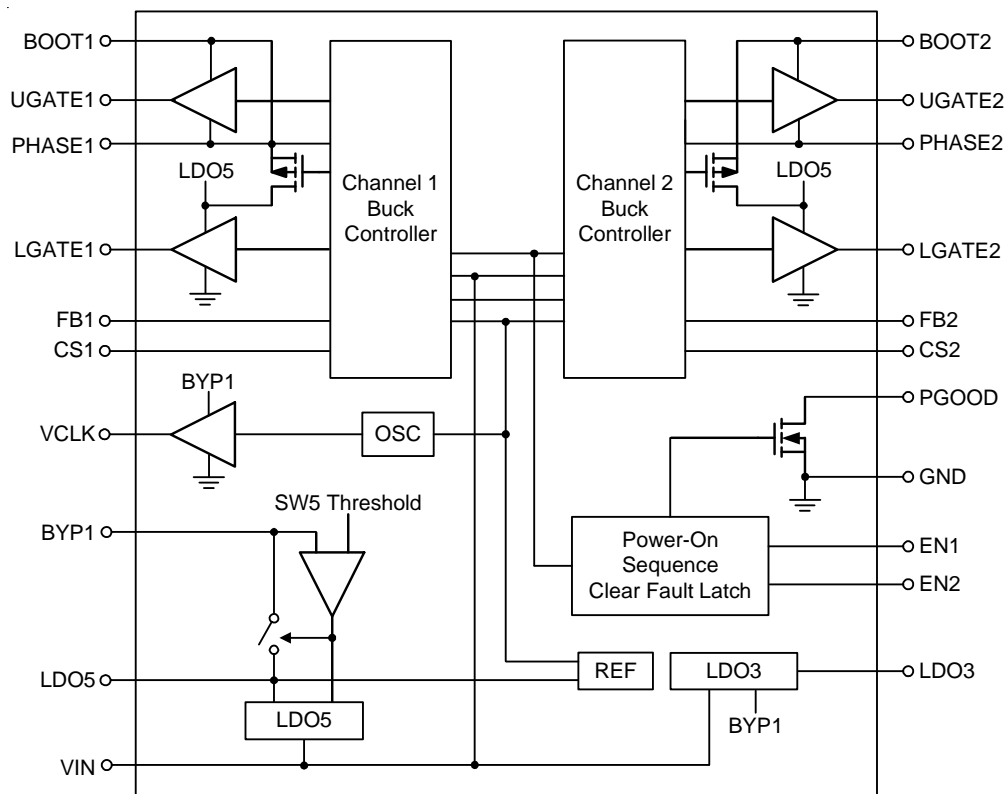 BOOT1
BOOT2
UGATE1
UGATE2
PHASE1
PHASE2
LDO5
LDO5
Channel 1
Buck
Controller
Channel 2
Buck
Controller
LGATE1
LGATE2
FB1
FB2
CS1
CS2
BYP1
PGOOD
VCLK
OSC
GND
SW5 Threshold
BYP1
Power-On
Sequence
Clear Fault Latch
EN1
EN2
LDO5
REF
LDO3
LDO3
LDO5
BYP1
VIN